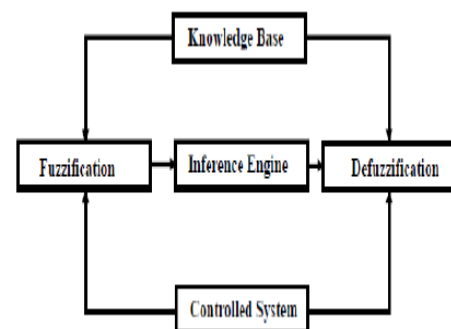 Knowledge Base
Fuzzification
Inference Engine
Defuzzification
Controlled System